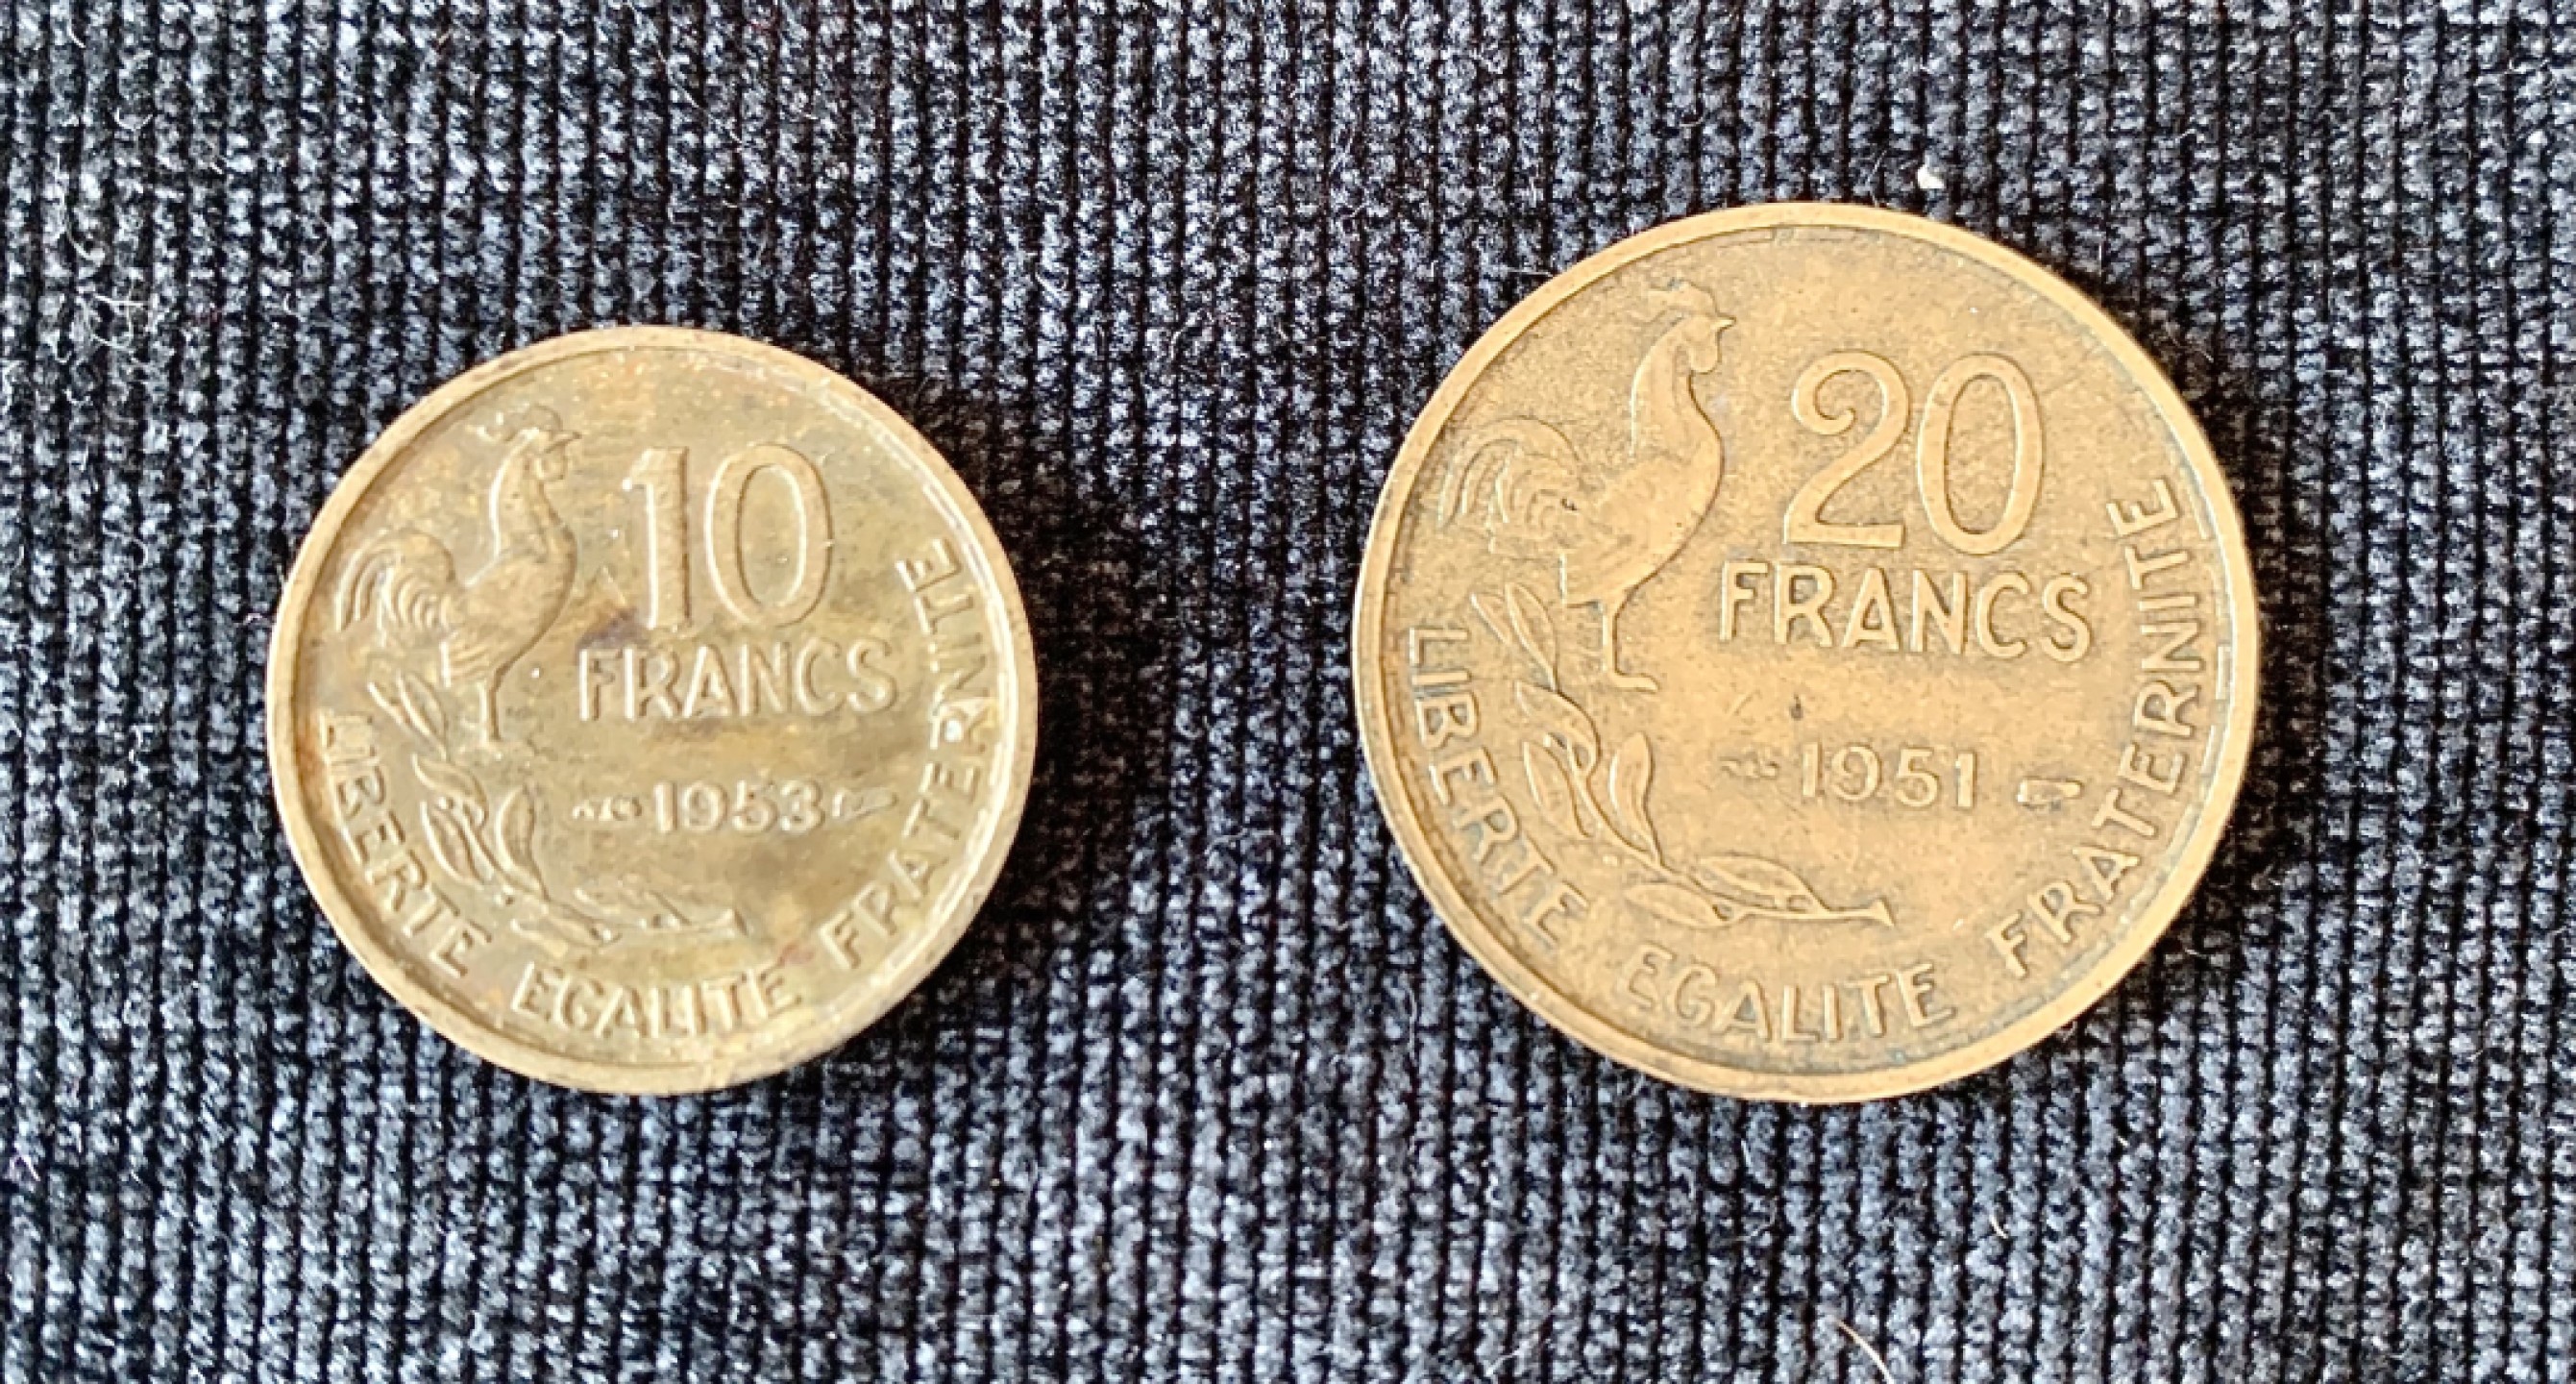 10
FRANCS
1953
LIBERTE EGALITE FRATERNITE
20
FRANCS
1951
LIBERTE EGALITE FRATERNITE